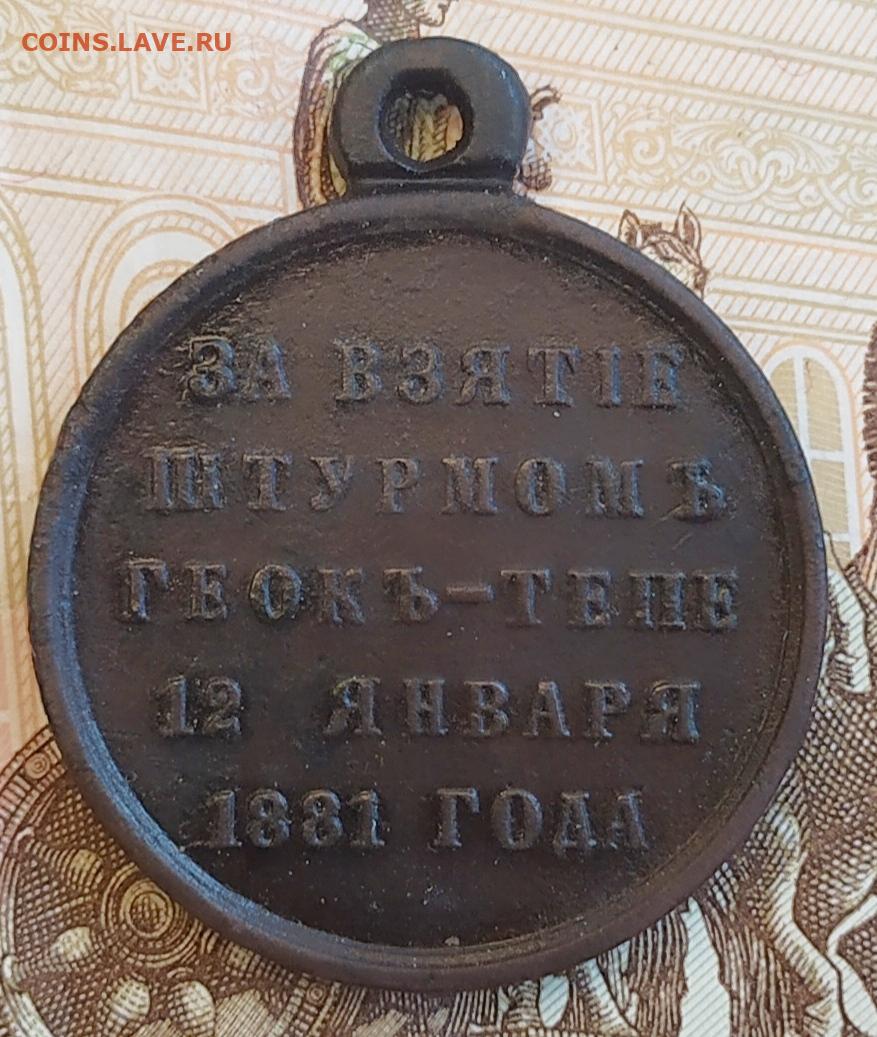 COINS.LAVE.RU
ЗА ВЗЯТІЕ
ШТУРМОМЪ
ГЕОКЪ-ТЕПЕ
12 ЯНВАРЯ
1881 ГОДА